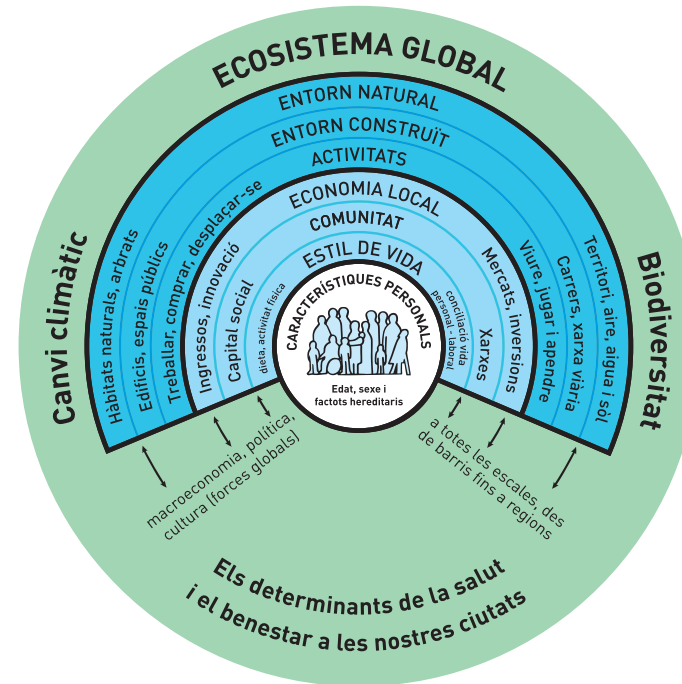 ECOSISTEMA GLOBAL
Canvi climàtic
Biodiversitat
ENTORN NATURAL
Hàbitats naturals, arbrats
Territori, aire, aigua i sòl
ENTORN CONSTRUÏT
Edificis, espais públics
Carrers, xarxa viària
ACTIVITATS
Treballar, comprar, desplaçar-se
Viure, jugar i apendre
ECONOMIA LOCAL
Ingressos, innovació
Mercats, inversions
COMUNITAT
Capital social
Xarxes
ESTIL DE VIDA
dieta, activitat física
conciliació vida
personal - laboral
CARACTERÍSTIQUES PERSONALS
Edat, sexe i
factots hereditaris
macroeconomia, política,
cultura (forces globals)
a totes les escales, des
de barris fins a regions
Els determinants de la salut
i el benestar a les nostres ciutats